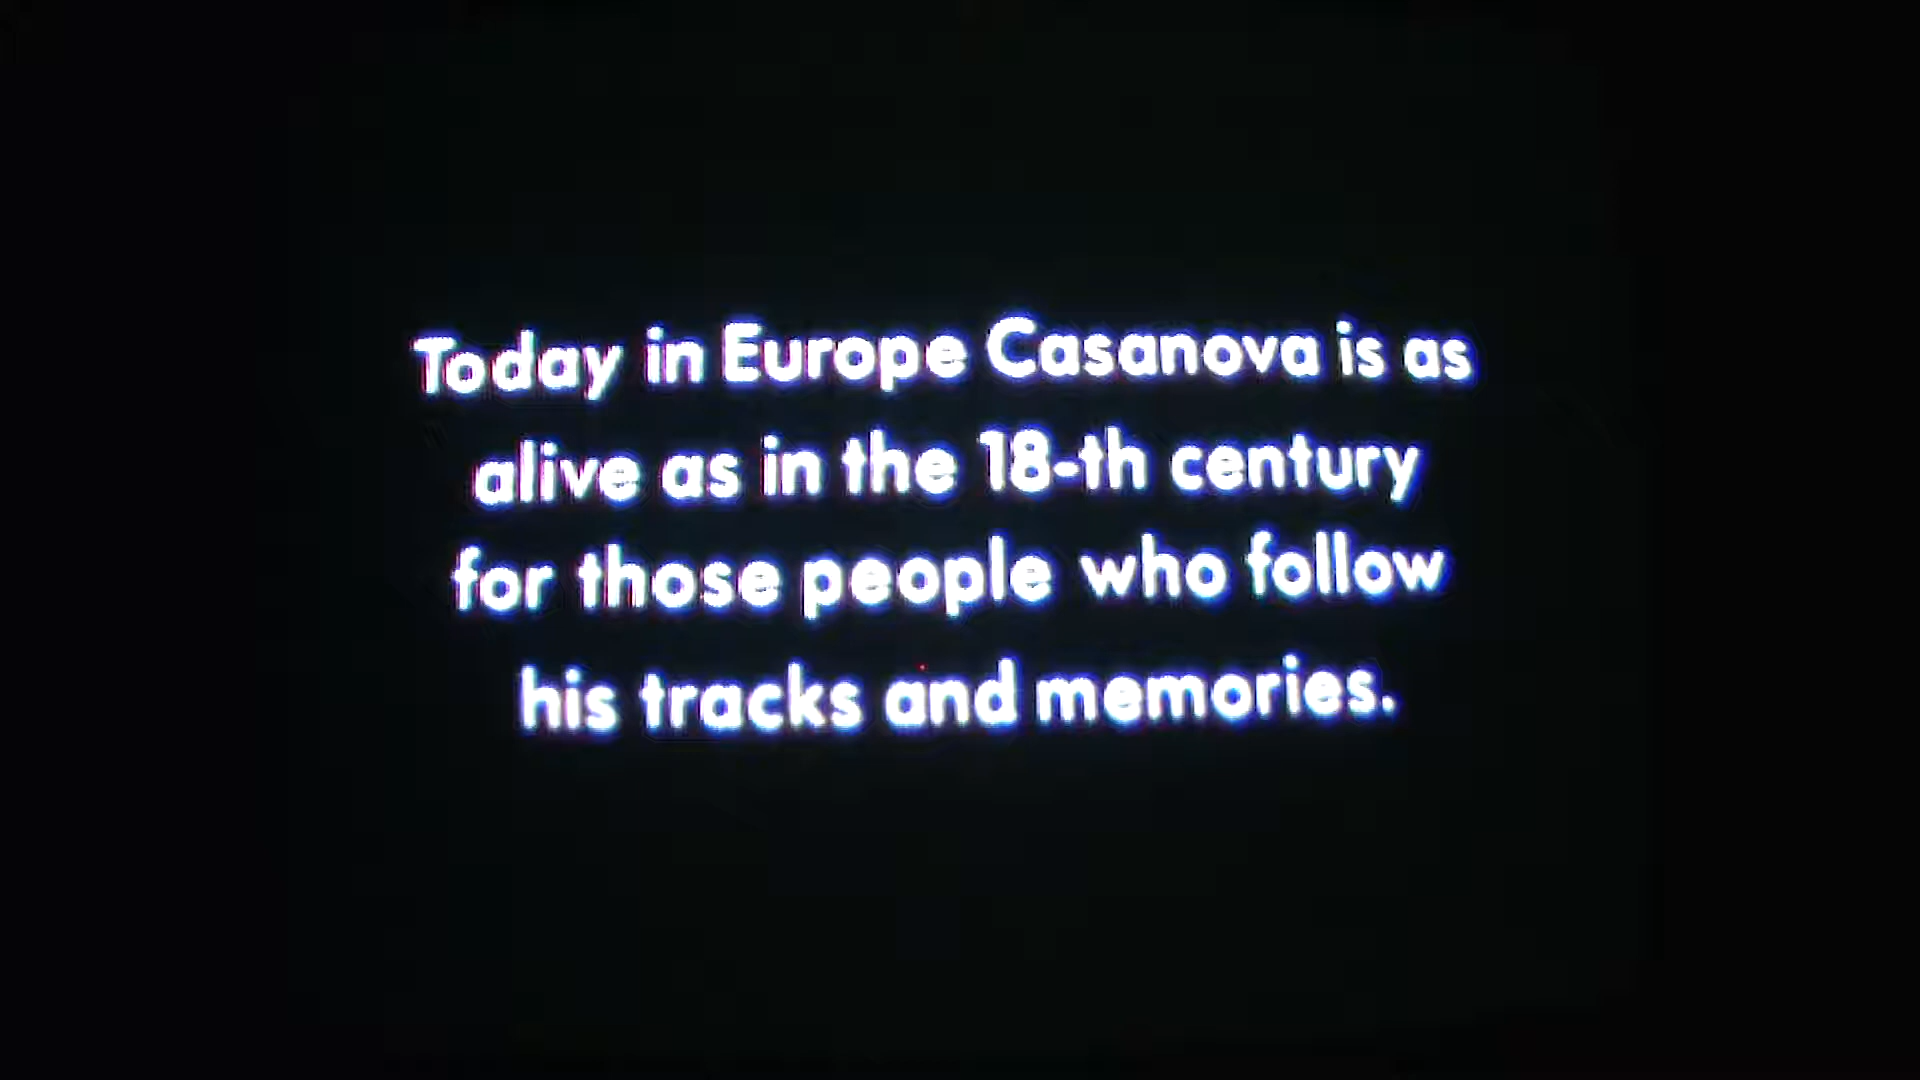 Today in Europe Casanova is as
alive as in the 18-th century
for those people who follow
his tracks and memories.